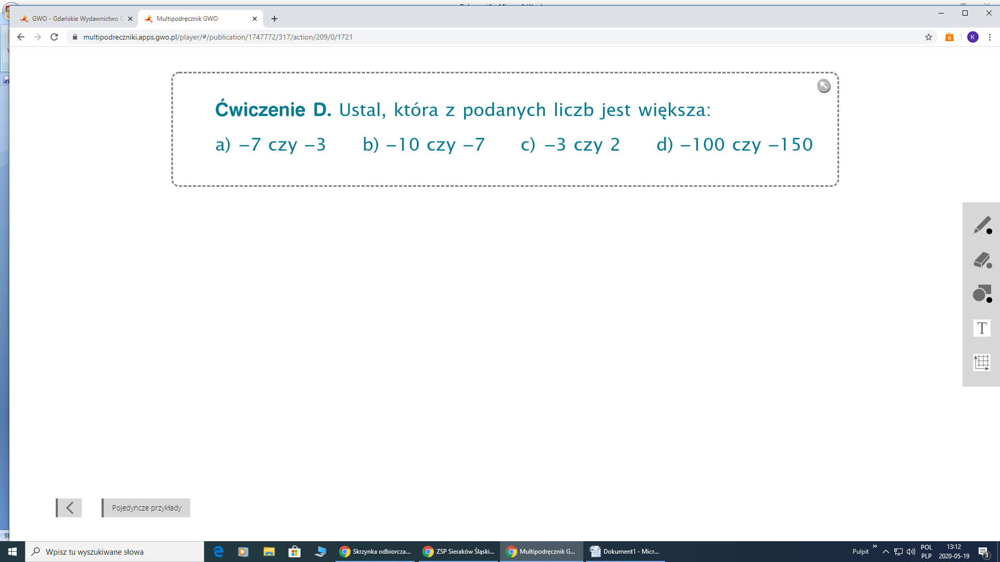 GWO - Gdańskie Wydawnictwo
Multipodręcznik GWO
multipodreczniki.apps.gwo.pl/player/#/publication/1747772/317/action/209/0/1721
K
Ćwiczenie D. Ustal, która z podanych liczb jest większa:
a) −7 czy −3 b) −10 czy −7 c) −3 czy 2 d) −100 czy −150
T
Pojedyncze przykłady
St
Wpisz tu wyszukiwane słowa
Skrzynka odbiorcza...
ZSP Sieraków Śląski...
Multipodręcznik G...
Dokument1 - Micr...
Pulpit
POL
PLP
13:12
2020-05-19
3